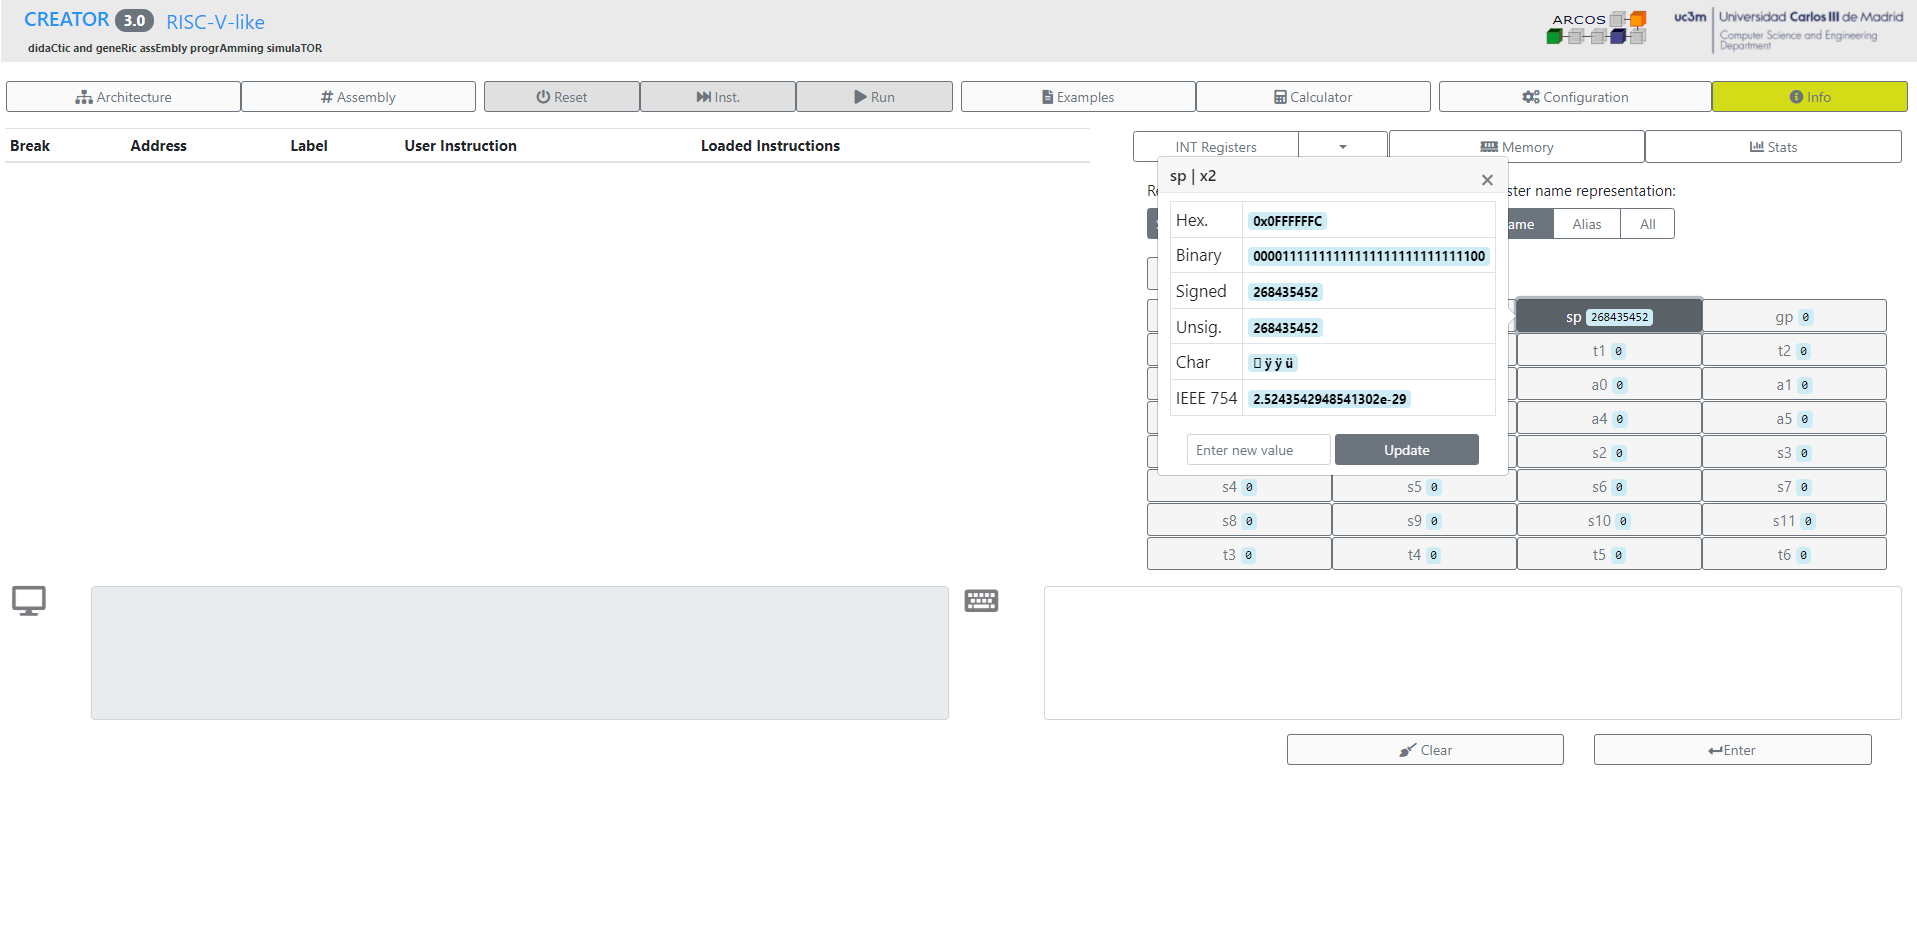 CREATOR 3.0 RISC-V-like
didaCtic and geneRic assEmbly progrAmming simulaTOR
ARCOS
uc3m Universidad Carlos III de Madrid
Computer Science and Engineering
Department
Architecture # Assembly Reset Inst. Run Examples Calculator Configuration Info
Break Address Label User Instruction Loaded Instructions
INT Registers Memory Stats
sp | x2 ×
Hex. 0x0FFFFFFC
Binary 00001111111111111111111111111100
Signed 268435452
Unsig. 268435452
Char ÿ ÿ ü
IEEE 754 2.5243542948541302e-29
Enter new value Update
name representation:
Alias All
sp 268435452 gp 0
t1 0 t2 0
a0 0 a1 0
a4 0 a5 0
s2 0 s3 0
s4 0 s5 0 s6 0 s7 0
s8 0 s9 0 s10 0 s11 0
t3 0 t4 0 t5 0 t6 0
Clear Enter